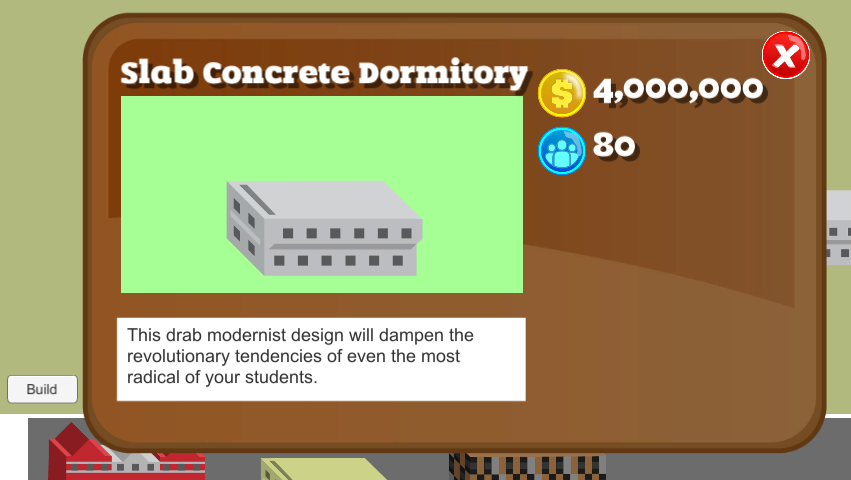 Slab Concrete Dormitory
$ 4,000,000
80
X
This drab modernist design will dampen the
revolutionary tendencies of even the most
radical of your students.
Build